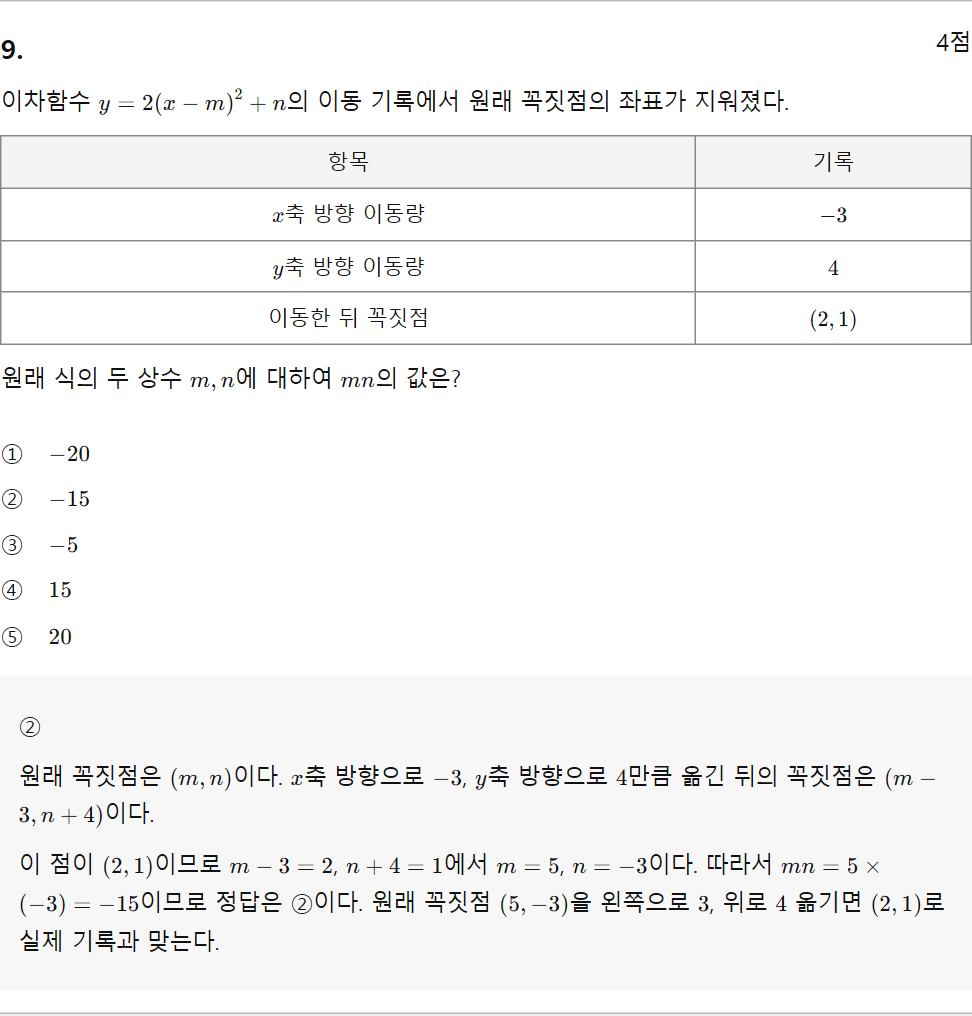 9.
4점
이차함수 y = 2(x − m)² + n의 이동 기록에서 원래 꼭짓점의 좌표가 지워졌다.
항목 기록
x축 방향 이동량 −3
y축 방향 이동량 4
이동한 뒤 꼭짓점 (2, 1)
원래 식의 두 상수 m, n에 대하여 mn의 값은?
① −20
② −15
③ −5
④ 15
⑤ 20
②
원래 꼭짓점은 (m, n)이다. x축 방향으로 −3, y축 방향으로 4만큼 옮긴 뒤의 꼭짓점은 (m −
3, n + 4)이다.
이 점이 (2, 1)이므로 m − 3 = 2, n + 4 = 1에서 m = 5, n = −3이다. 따라서 mn = 5 ×
(−3) = −15이므로 정답은 ②이다. 원래 꼭짓점 (5, −3)을 왼쪽으로 3, 위로 4 옮기면 (2, 1)로
실제 기록과 맞는다.